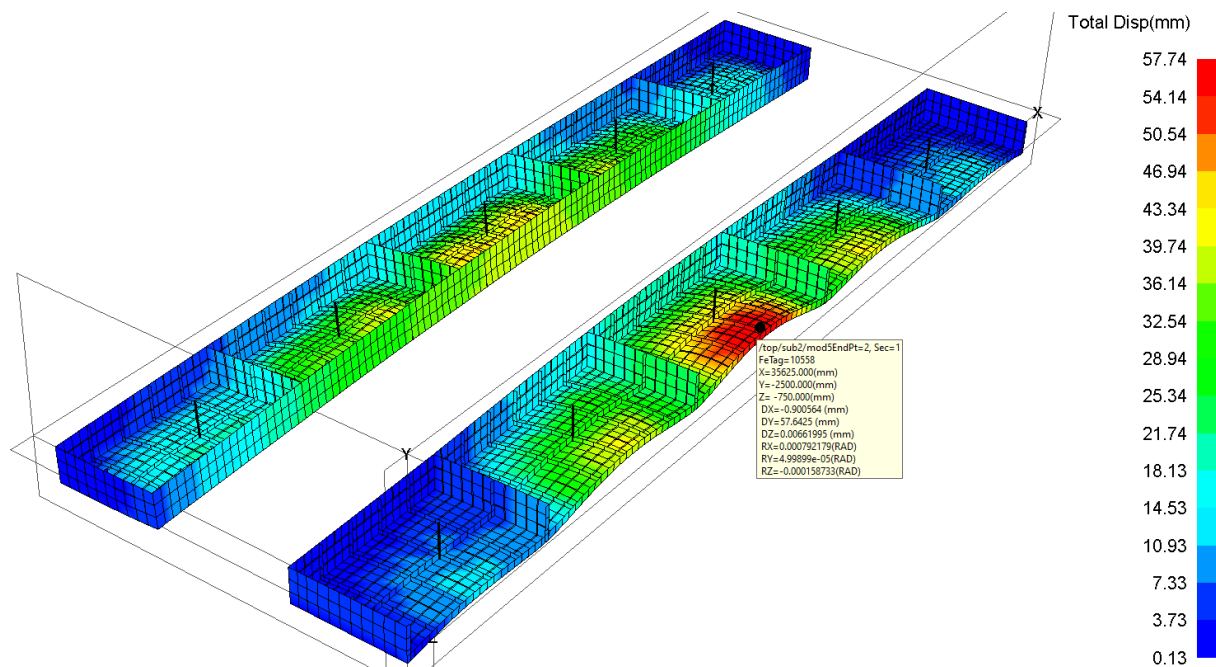 Total Disp(mm)
57.74
54.14
50.54
46.94
43.34
39.74
36.14
32.54
28.94
25.34
21.74
18.13
14.53
10.93
7.33
3.73
0.13
X
Y
/top/sub2/mod5EndPt=2, Sec=1
FeTag=10558
X=35625.000(mm)
Y=-2500.000(mm)
Z= -750.000(mm)
DX=-0.900564 (mm)
DY=57.6425 (mm)
DZ=0.00661995 (mm)
RX=0.000792179(RAD)
RY=4.99899e-05(RAD)
RZ=-0.000158733(RAD)